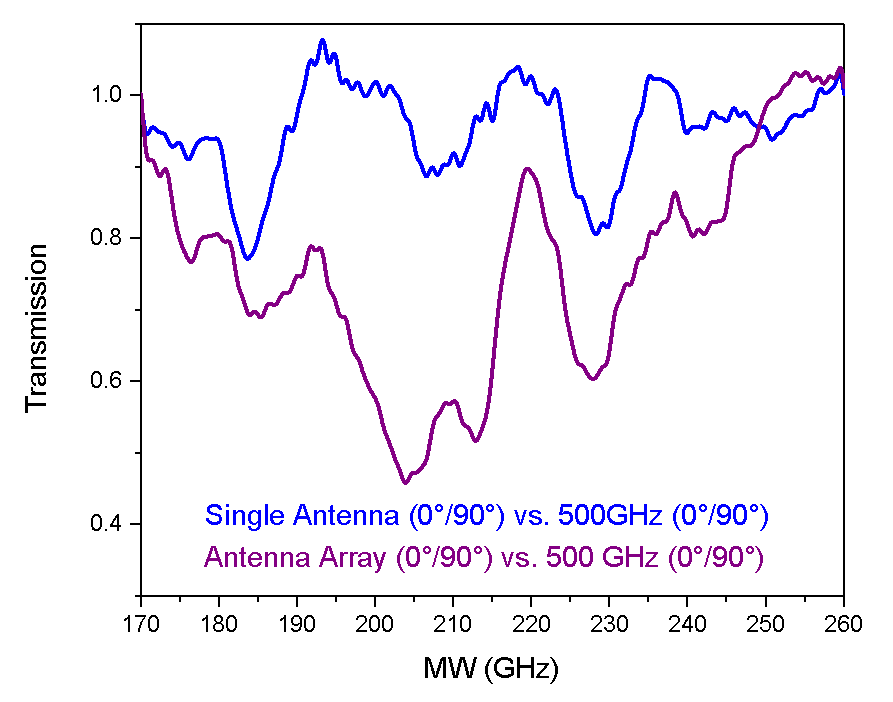 1.0
0.8
0.6
0.4
Transmission
Single Antenna (0°/90°) vs. 500GHz (0°/90°)
Antenna Array (0°/90°) vs. 500 GHz (0°/90°)
170 180 190 200 210 220 230 240 250 260
MW (GHz)